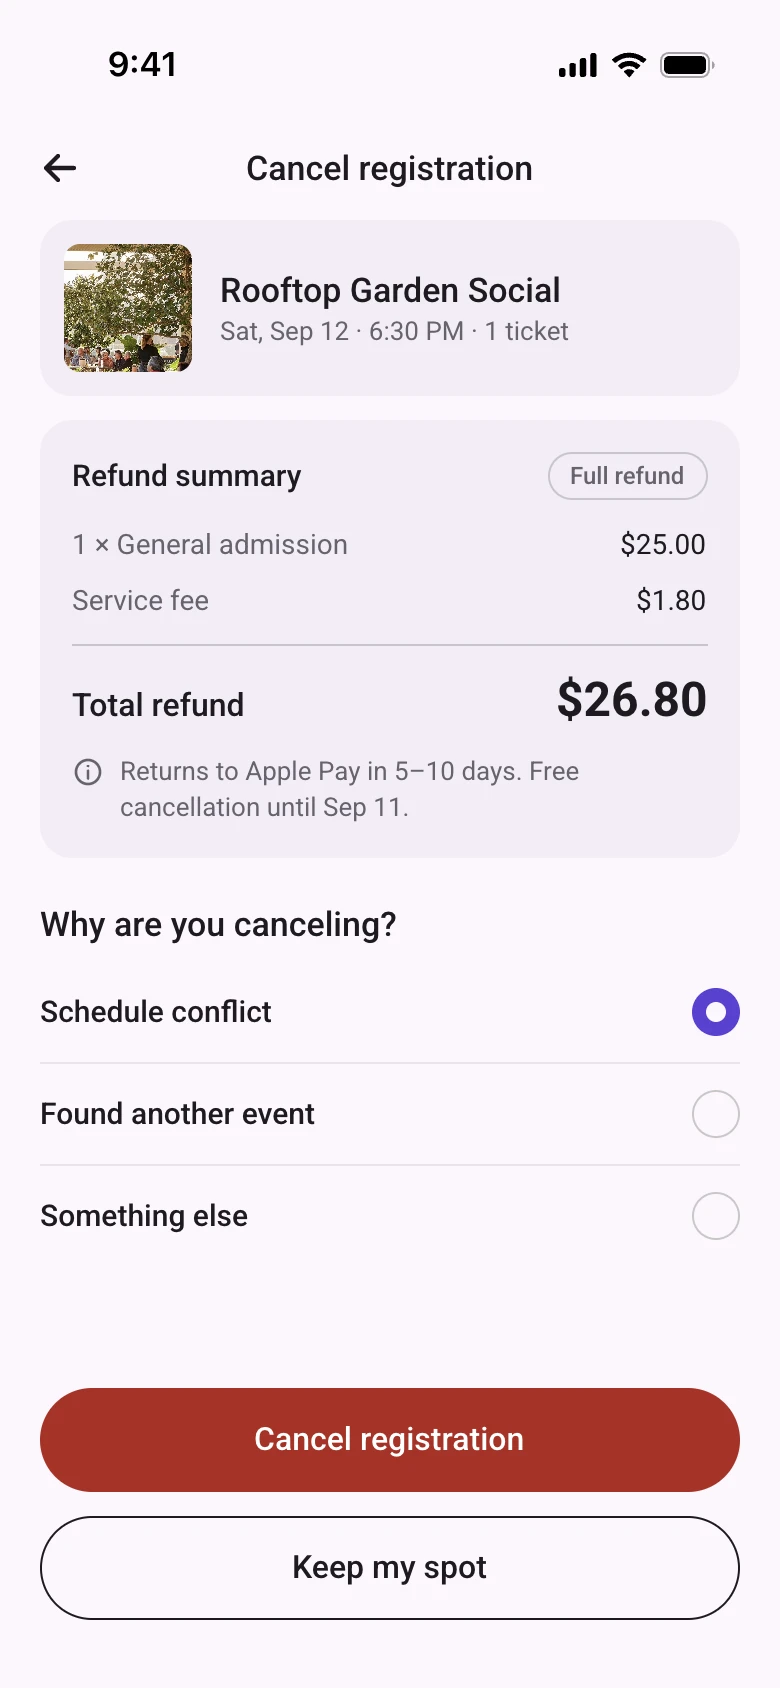 9:41
Cancel registration
Rooftop Garden Social
Sat, Sep 12 · 6:30 PM · 1 ticket
Refund summary
Full refund
1 × General admission
$25.00
Service fee
$1.80
Total refund
$26.80
Returns to Apple Pay in 5–10 days. Free
cancellation until Sep 11.
Why are you canceling?
Schedule conflict
Found another event
Something else
Cancel registration
Keep my spot